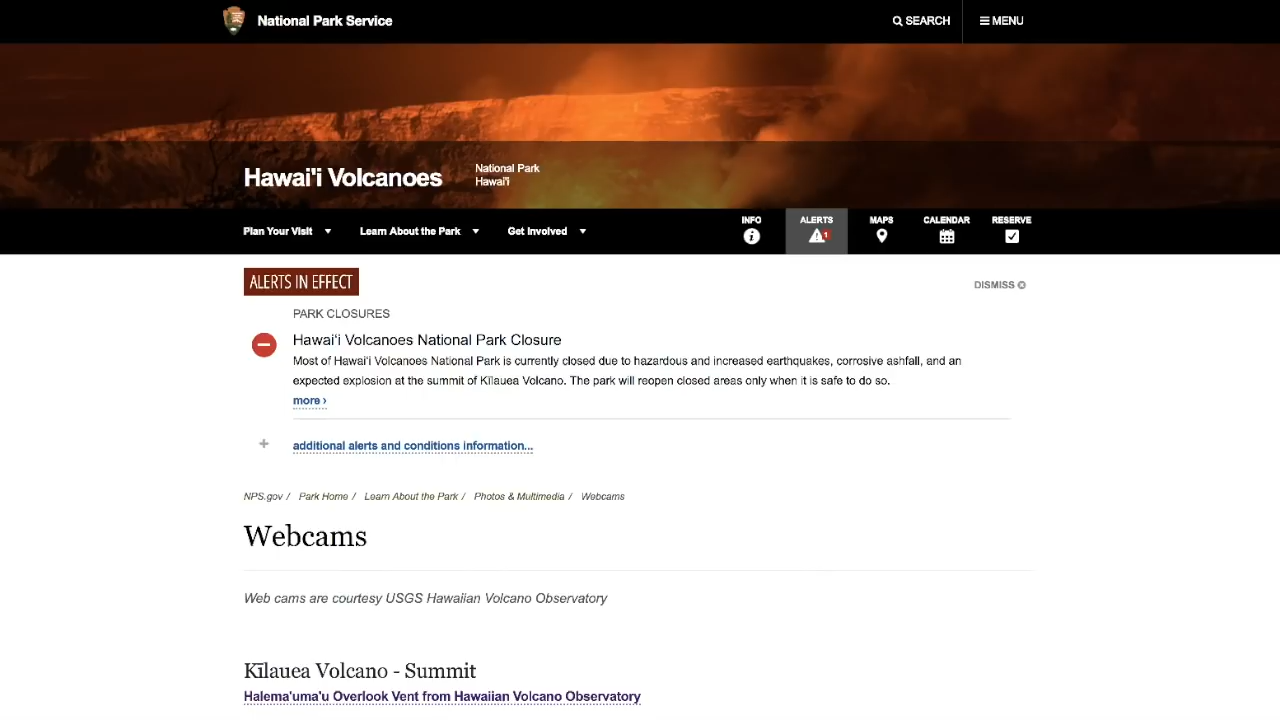 National Park Service
SEARCH
MENU
Hawai'i Volcanoes
National Park
Hawai'i
Plan Your Visit
Learn About the Park
Get Involved
INFO
ALERTS
1
MAPS
CALENDAR
RESERVE
ALERTS IN EFFECT
DISMISS
PARK CLOSURES
Hawaiʻi Volcanoes National Park Closure
Most of Hawaiʻi Volcanoes National Park is currently closed due to hazardous and increased earthquakes, corrosive ashfall, and an
expected explosion at the summit of Kīlauea Volcano. The park will reopen closed areas only when it is safe to do so.
more ›
additional alerts and conditions information...
NPS.gov / Park Home / Learn About the Park / Photos & Multimedia / Webcams
Webcams
Web cams are courtesy USGS Hawaiian Volcano Observatory
Kīlauea Volcano - Summit
Halema'uma'u Overlook Vent from Hawaiian Volcano Observatory